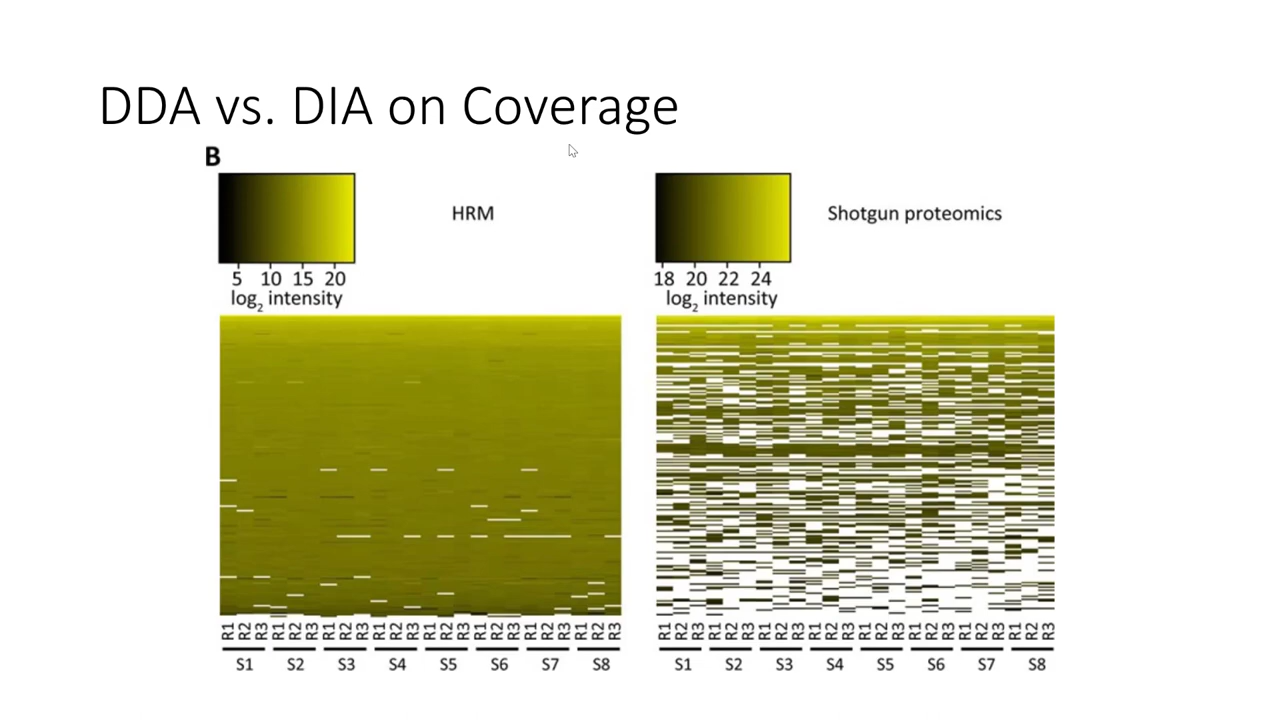 DDA vs. DIA on Coverage
B
HRM
5 10 15 20
log2 intensity
Shotgun proteomics
18 20 22 24
log2 intensity
R1 R2 R3 R1 R2 R3 R1 R2 R3 R1 R2 R3 R1 R2 R3 R1 R2 R3 R1 R2 R3 R1 R2 R3
S1 S2 S3 S4 S5 S6 S7 S8
R1 R2 R3 R1 R2 R3 R1 R2 R3 R1 R2 R3 R1 R2 R3 R1 R2 R3 R1 R2 R3 R1 R2 R3
S1 S2 S3 S4 S5 S6 S7 S8